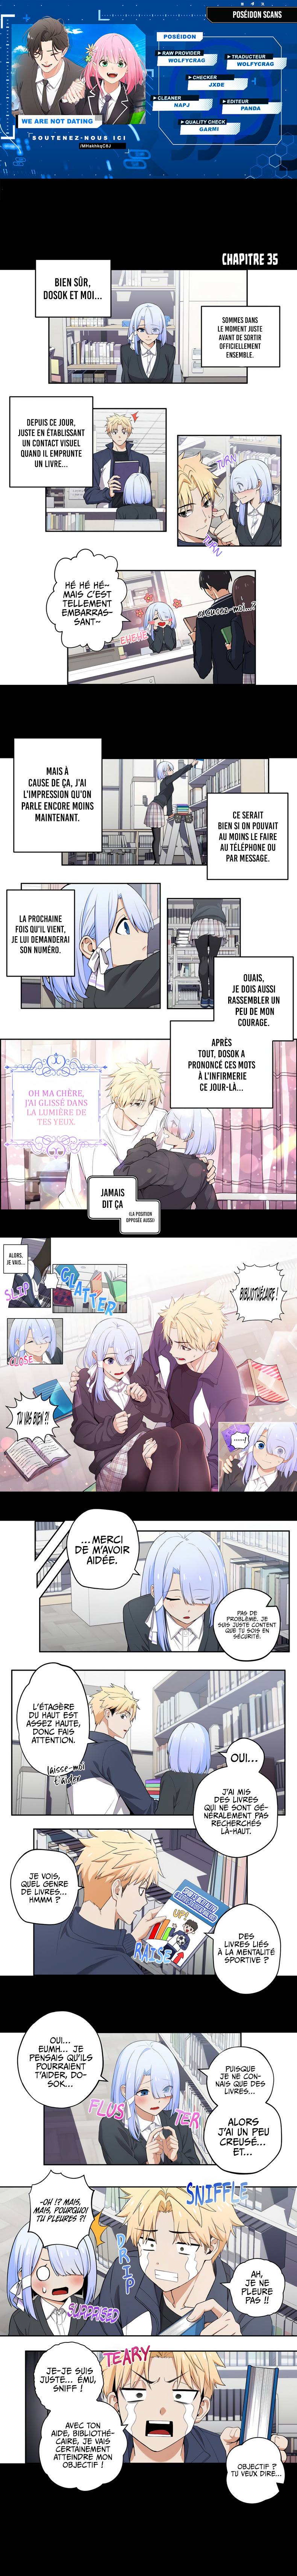 POSÉIDON SCANS
POSÉIDON
RAW PROVIDER
WOLFYCRAG
TRADUCTEUR
WOLFYCRAG
CHECKER
JXDE
CLEANER
NAPJ
EDITEUR
PANDA
QUALITY CHECK
GARMI
WE ARE NOT DATING
SOUTENEZ-NOUS ICI
CHAPITRE 35
BIEN SÛR,
DOSOK ET MOI...
SOMMES DANS
LE MOMENT JUSTE
AVANT DE SORTIR
OFFICIELLEMENT
ENSEMBLE.
DEPUIS CE JOUR,
JUSTE EN ÉTABLISSANT
UN CONTACT VISUEL
QUAND IL EMPRUNTE
UN LIVRE...
TURN
TURN
HÉ HÉ HÉ~
MAIS C'EST
TELLEMENT
EMBARRAS-
SANT~
EHEHE
EXCUSEZ-MOI...?
MAIS À
CAUSE DE ÇA, J'AI
L'IMPRESSION QU'ON
PARLE ENCORE MOINS
MAINTENANT.
CE SERAIT
BIEN SI ON POUVAIT
AU MOINS LE FAIRE
AU TÉLÉPHONE OU
PAR MESSAGE.
LA PROCHAINE
FOIS QU'IL VIENT,
JE LUI DEMANDERAI
SON NUMÉRO.
OUAIS,
JE DOIS AUSSI
RASSEMBLER UN
PEU DE MON
COURAGE.
APRÈS
TOUT, DOSOK A
PRONONCÉ CES MOTS
À L'INFIRMERIE
CE JOUR-LÀ...
OH MA CHÈRE,
J'AI GLISSÉ DANS
LA LUMIÈRE DE
TES YEUX.
JAMAIS
DIT ÇA
(LA POSITION
OPPOSÉE AUSSI)
ALORS,
JE VAIS...
SLIP
CLATTER
BIBLIOTHÉCAIRE !
CLOSE
TU VAS BIEN ?!
......!
...MERCI
DE M'AVOIR
AIDÉE.
PAS DE
PROBLÈME. JE
SUIS JUSTE CONTENT
QUE TU SOIS EN
SÉCURITÉ.
L'ÉTAGÈRE
DU HAUT EST
ASSEZ HAUTE,
DONC FAIS
ATTENTION.
laisse-moi
t'aider
OUI...
J'AI MIS
DES LIVRES
QUI NE SONT GÉ-
NÉRALEMENT PAS
RECHERCHÉS
LÀ-HAUT.
JE VOIS,
QUEL GENRE
DE LIVRES...
HMMM ?
UP!
RAISE
DES
LIVRES LIÉS
À LA MENTALITÉ
SPORTIVE ?
OUI...
EUMH... JE
PENSAIS QU'ILS
POURRAIENT
T'AIDER, DO-
SOK...
PUISQUE
JE NE CON-
NAIS QUE DES
LIVRES...
FLUS
TER
ALORS
J'AI UN PEU
CREUSÉ...
ET...
SNIFFLE
-OH !? MAIS,
MAIS, POURQUOI
TU PLEURES ?!
DRIP
SURPRISED
AH,
JE NE
PLEURE
PAS !!
TEARY
JE-JE SUIS
JUSTE... ÉMU,
SNIFF !
AVEC TON
AIDE, BIBLIOTHÉ-
CAIRE, JE VAIS
CERTAINEMENT
ATTEINDRE MON
OBJECTIF !
OBJECTIF ?
TU VEUX DIRE...